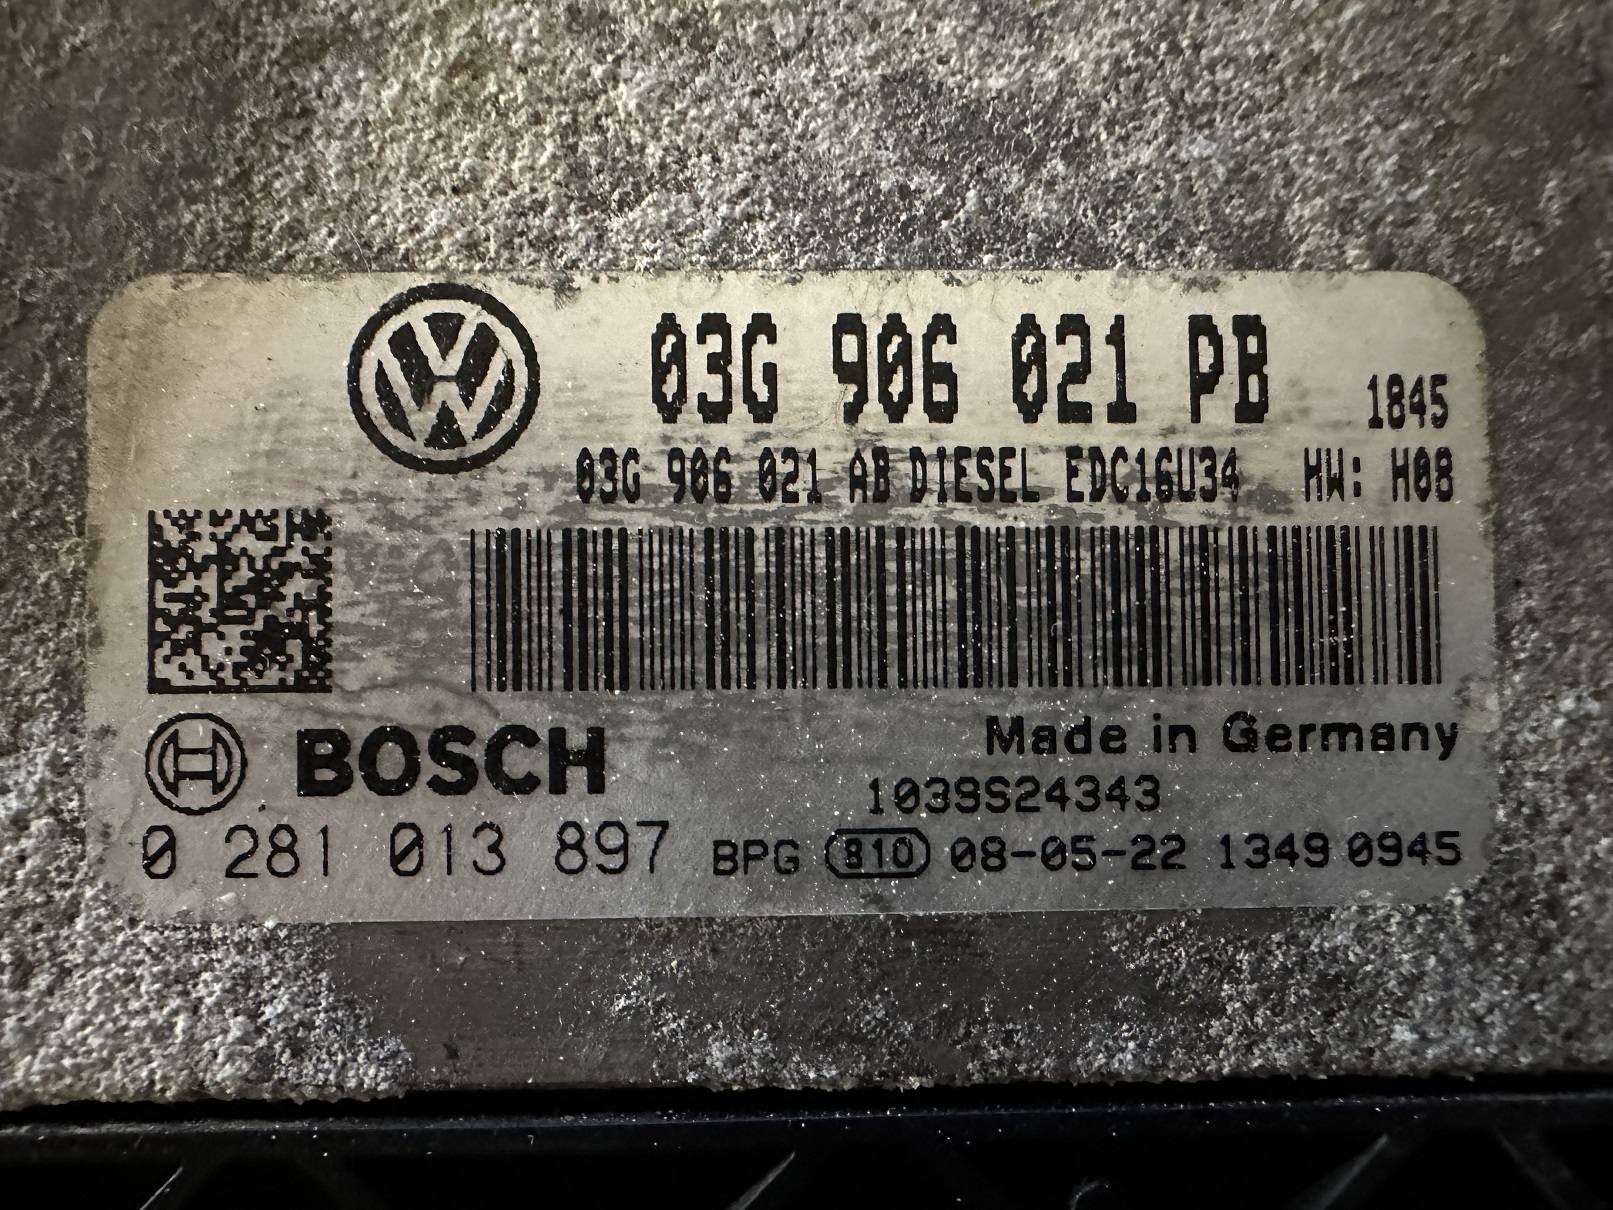 03G 906 021 PB 1845
03G 906 021 AB DIESEL EDC16U34 HW: H08
BOSCH
Made in Germany
1039S24343
0 281 013 897 BPG 810 08-05-22 1349 0945